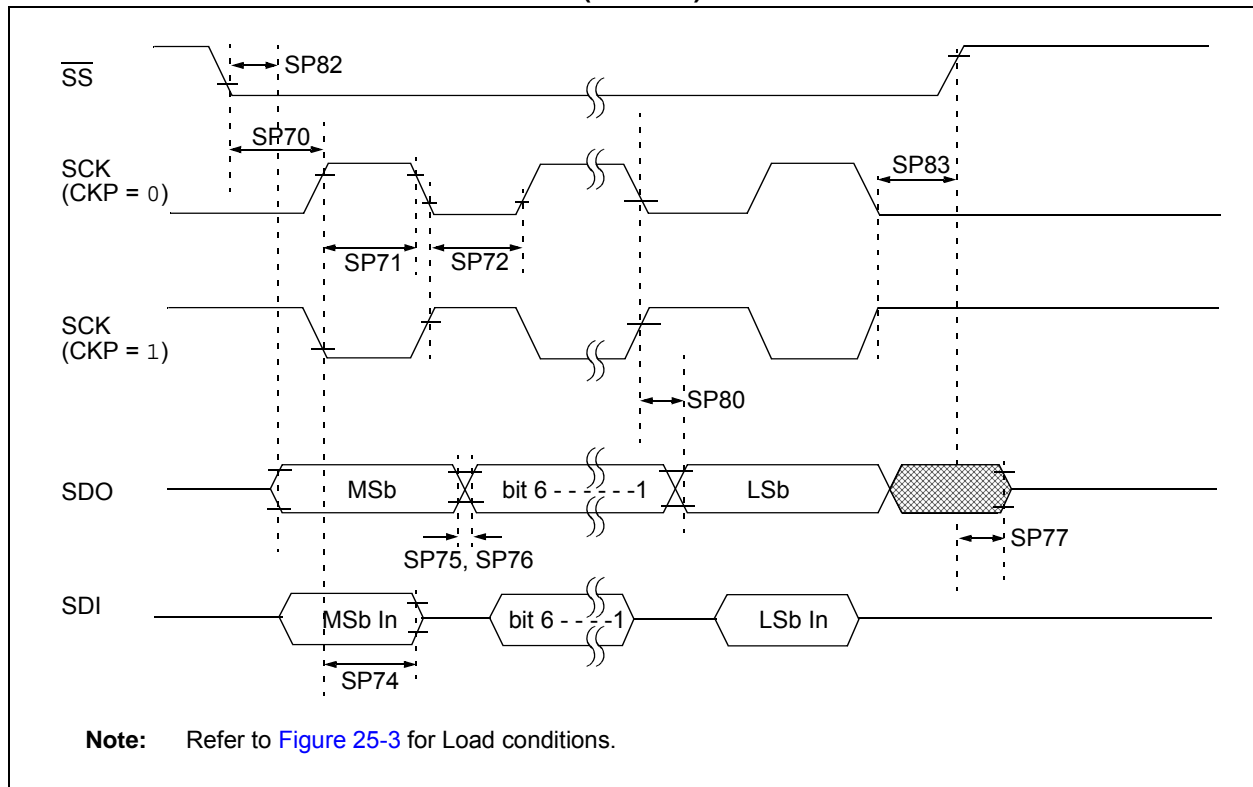 SS
SP82
SP70
SCK
(CKP = 0)
SP83
SP71
SP72
SCK
(CKP = 1)
SP80
SDO
MSb
bit 6 - - - - - -1
LSb
SP75, SP76
SP77
SDI
MSb In
bit 6 - - - -1
LSb In
SP74
Note: Refer to Figure 25-3 for Load conditions.